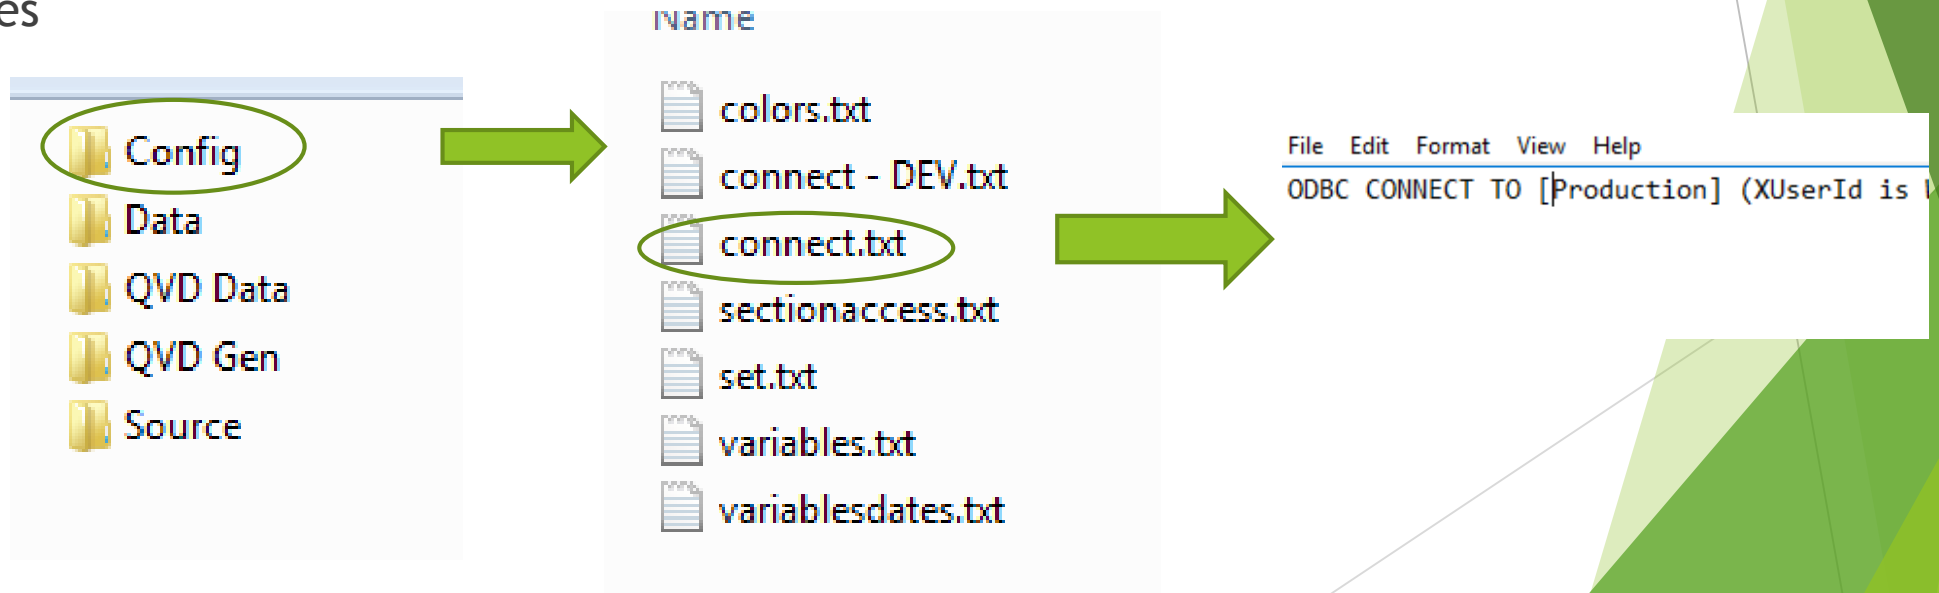 es
Config
Data
QVD Data
QVD Gen
Source
Name
colors.txt
connect - DEV.txt
connect.txt
sectionaccess.txt
set.txt
variables.txt
variablesdates.txt
File Edit Format View Help
ODBC CONNECT TO [Production] (XUserId is